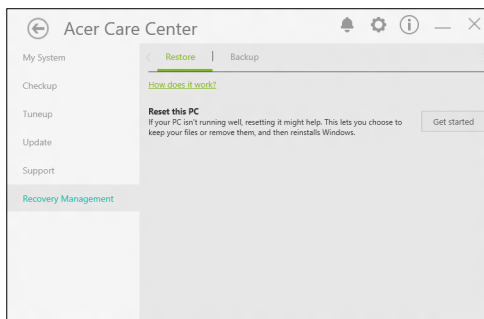 Acer Care Center
My System
Checkup
Tuneup
Update
Support
Recovery Management
Restore
Backup
How does it work?
Reset this PC
If your PC isn't running well, resetting it might help. This lets you choose to
keep your files or remove them, and then reinstalls Windows.
Get started